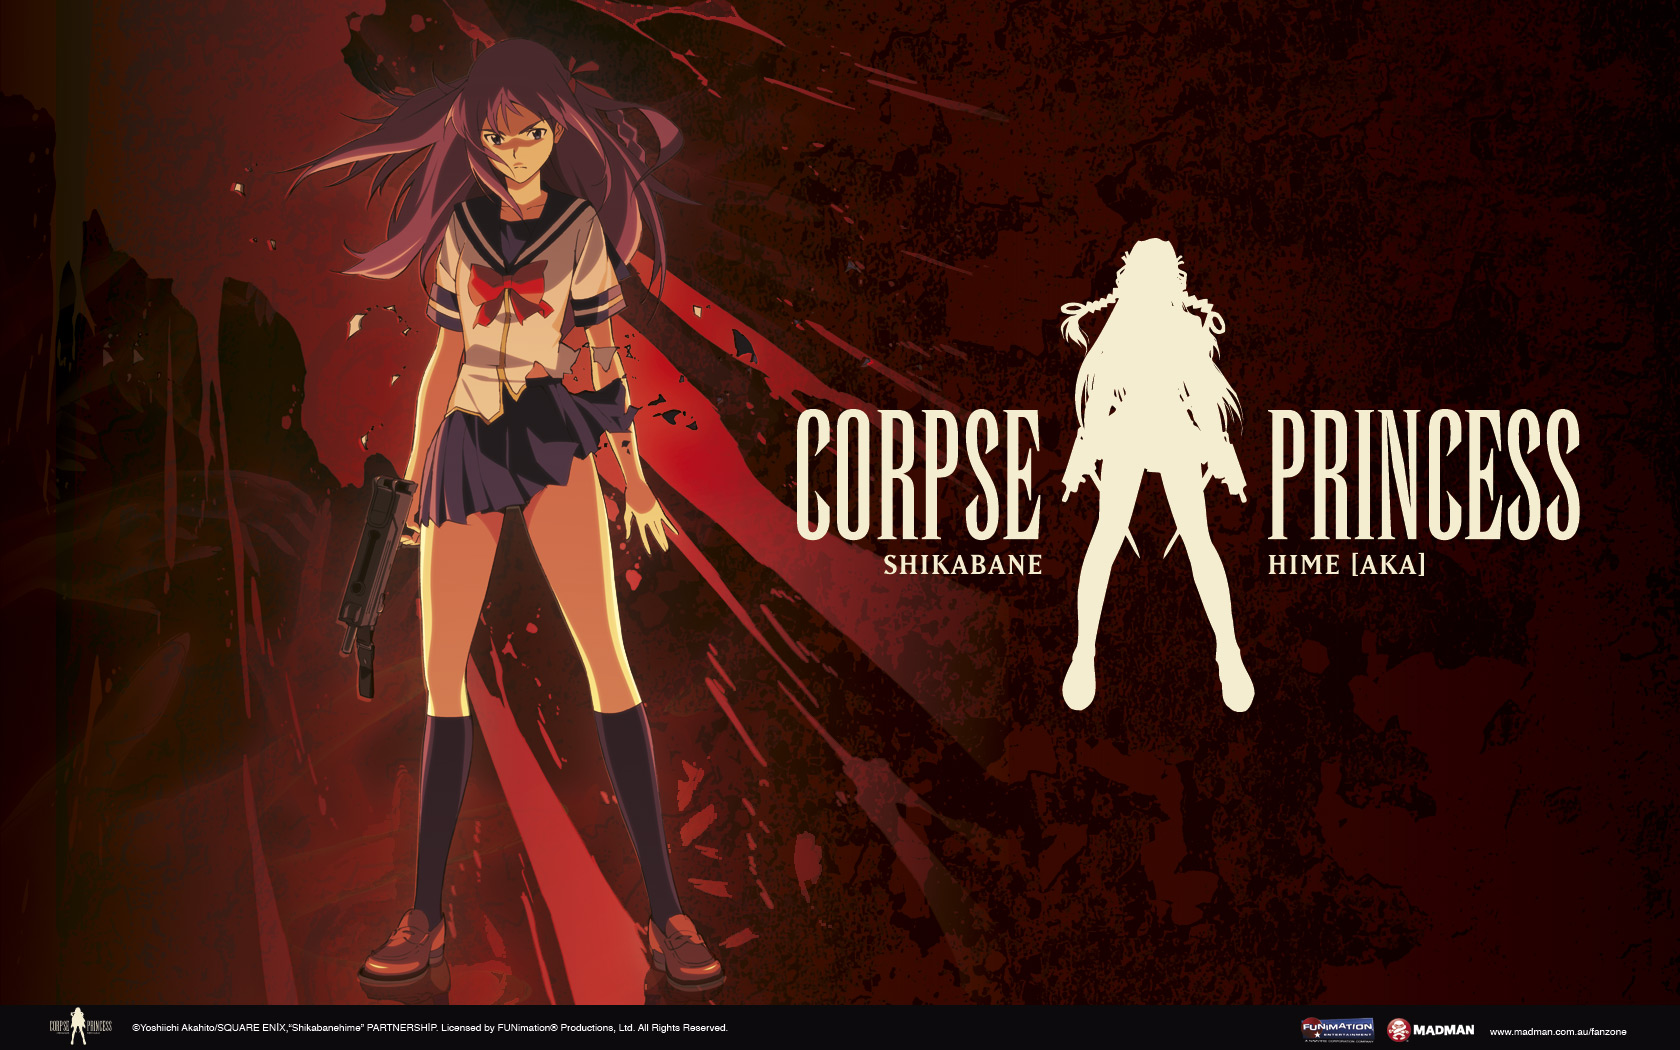 CORPSE PRINCESS
SHIKABANE HIME [AKA]
CORPSE PRINCESS
©Yoshiichi Akahito/SQUARE ENIX,“Shikabanehime” PARTNERSHIP. Licensed by FUNimation® Productions, Ltd. All Rights Reserved.
FUNIMATION
ENTERTAINMENT
MADMAN
www.madman.com.au/fanzone